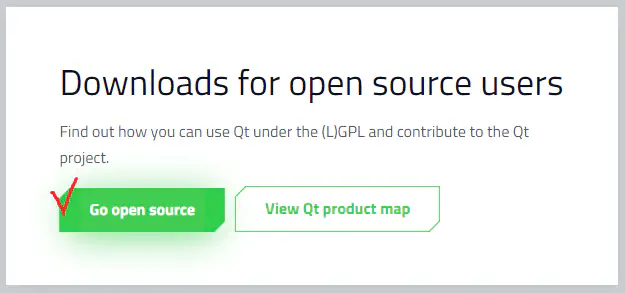 Downloads for open source users
Find out how you can use Qt under the (L)GPL and contribute to the Qt
project.
Go open source
View Qt product map